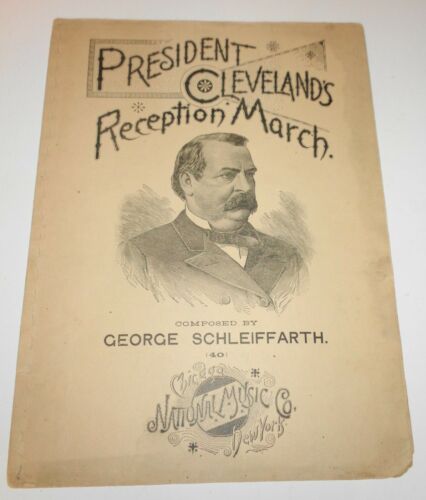 PRESIDENT
CLEVELAND'S
Reception March.
COMPOSED BY
GEORGE SCHLEIFFARTH.
(40)
Chicago
NATIONAL MUSIC CO.
New York.